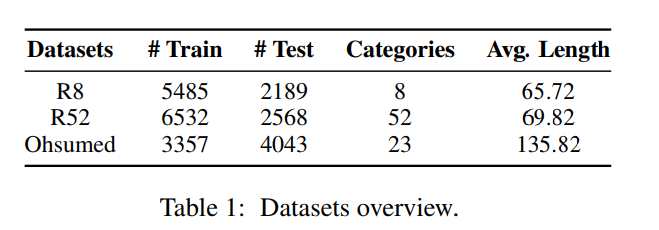 Datasets # Train # Test Categories Avg. Length
R8 5485 2189 8 65.72
R52 6532 2568 52 69.82
Ohsumed 3357 4043 23 135.82
Table 1: Datasets overview.